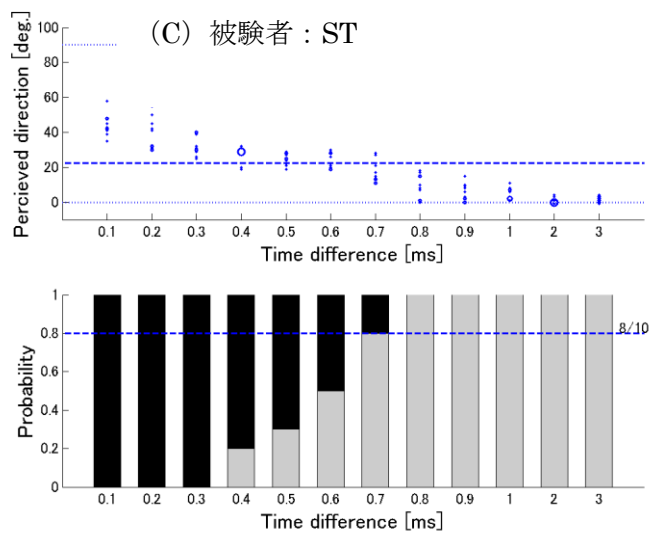 (C) 被験者：ST
Percieved direction [deg.]
100
80
60
40
20
0
0.1 0.2 0.3 0.4 0.5 0.6 0.7 0.8 0.9 1 2 3
Time difference [ms]
Probability
1
0.8
0.6
0.4
0.2
0
8/10
0.1 0.2 0.3 0.4 0.5 0.6 0.7 0.8 0.9 1 2 3
Time difference [ms]